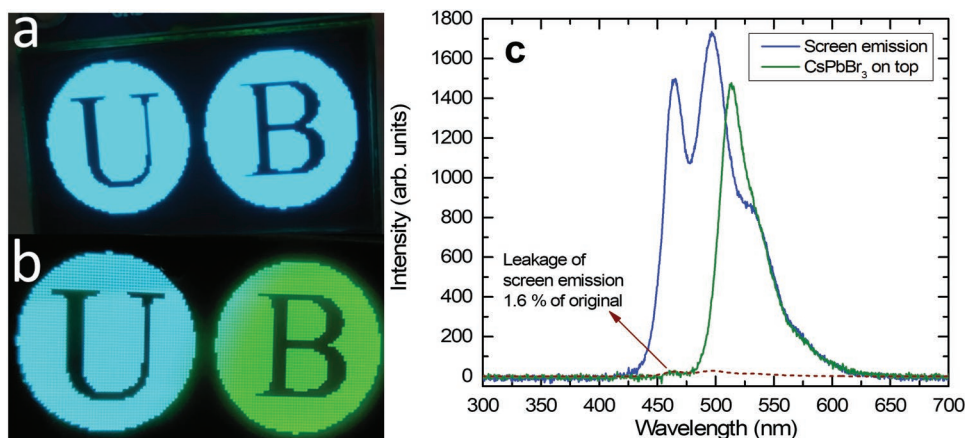 a
U B
b
U B
c
Screen emission
CsPbBr₃ on top
Intensity (arb. units)
1800
1600
1400
1200
1000
800
600
400
200
0
Leakage of
screen emission
1.6 % of original
300 350 400 450 500 550 600 650 700
Wavelength (nm)